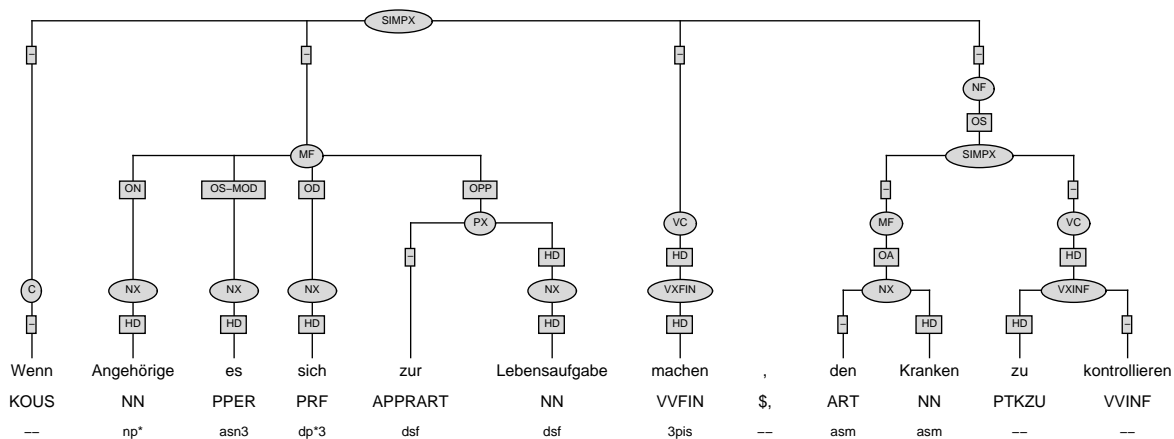 SIMPX
– – – –
NF
OS
MF SIMPX
ON OS–MOD OD OPP – –
PX VC MF VC
– HD HD OA HD
C NX NX NX NX VXFIN NX VXINF
– HD HD HD HD HD – HD HD –
Wenn Angehörige es sich zur Lebensaufgabe machen , den Kranken zu kontrollieren
KOUS NN PPER PRF APPRART NN VVFIN $, ART NN PTKZU VVINF
–– np* asn3 dp*3 dsf dsf 3pis –– asm asm –– ––